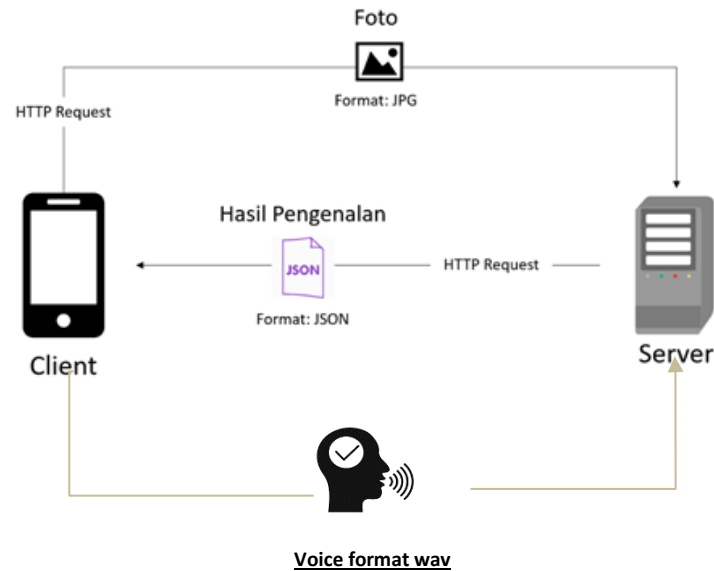 Foto
Format: JPG
HTTP Request
Hasil Pengenalan
JSON
HTTP Request
Format: JSON
Client
Server
Voice format wav